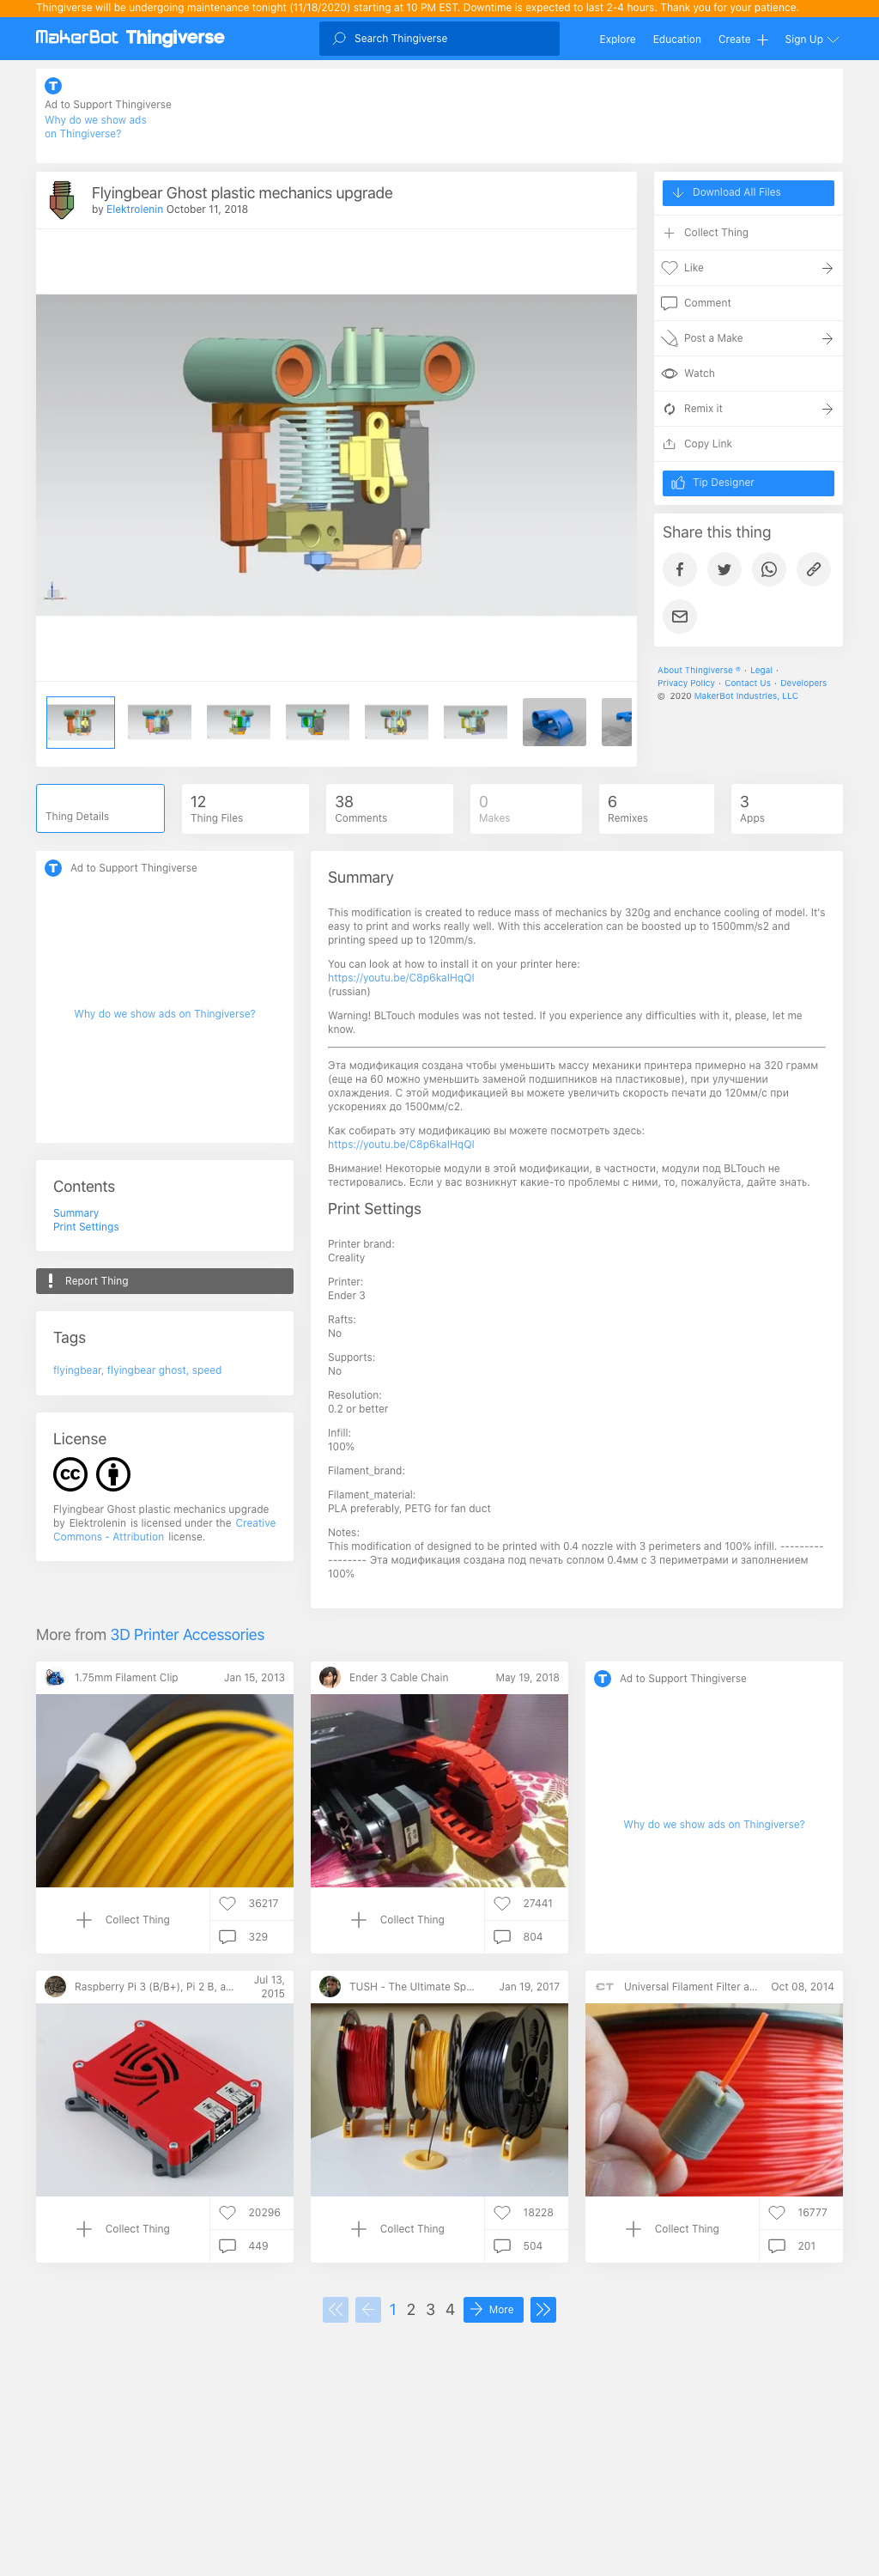 Thingiverse will be undergoing maintenance tonight (11/18/2020) starting at 10 PM EST. Downtime is expected to last 2-4 hours. Thank you for your patience.
MakerBot Thingiverse
Search Thingiverse
Explore
Education
Create
Sign Up
Ad to Support Thingiverse
Why do we show ads
on Thingiverse?
Flyingbear Ghost plastic mechanics upgrade
by Elektrolenin October 11, 2018
Download All Files
Collect Thing
Like
Comment
Post a Make
Watch
Remix it
Copy Link
Tip Designer
Share this thing
About Thingiverse ® · Legal ·
Privacy Policy · Contact Us · Developers
© 2020 MakerBot Industries, LLC
Thing Details
12
Thing Files
38
Comments
0
Makes
6
Remixes
3
Apps
Ad to Support Thingiverse
Why do we show ads on Thingiverse?
Contents
Summary
Print Settings
Report Thing
Tags
flyingbear, flyingbear ghost, speed
License
Flyingbear Ghost plastic mechanics upgrade
by Elektrolenin is licensed under the Creative
Commons - Attribution license.
Summary
This modification is created to reduce mass of mechanics by 320g and enchance cooling of model. It's
easy to print and works really well. With this acceleration can be boosted up to 1500mm/s2 and
printing speed up to 120mm/s.
You can look at how to install it on your printer here:
https://youtu.be/C8p6kaIHqQI
(russian)
Warning! BLTouch modules was not tested. If you experience any difficulties with it, please, let me
know.
Эта модификация создана чтобы уменьшить массу механики принтера примерно на 320 грамм
(еще на 60 можно уменьшить заменой подшипников на пластиковые), при улучшении
охлаждения. С этой модификацией вы можете увеличить скорость печати до 120мм/с при
ускорениях до 1500мм/с2.
Как собирать эту модификацию вы можете посмотреть здесь:
https://youtu.be/C8p6kaIHqQI
Внимание! Некоторые модули в этой модификации, в частности, модули под BLTouch не
тестировались. Если у вас возникнут какие-то проблемы с ними, то, пожалуйста, дайте знать.
Print Settings
Printer brand:
Creality
Printer:
Ender 3
Rafts:
No
Supports:
No
Resolution:
0.2 or better
Infill:
100%
Filament_brand:
Filament_material:
PLA preferably, PETG for fan duct
Notes:
This modification of designed to be printed with 0.4 nozzle with 3 perimeters and 100% infill. ---------
-------- Эта модификация создана под печать соплом 0.4мм с 3 периметрами и заполнением
100%
More from 3D Printer Accessories
1.75mm Filament Clip
Jan 15, 2013
Collect Thing
36217
329
Ender 3 Cable Chain
May 19, 2018
Collect Thing
27441
804
Ad to Support Thingiverse
Why do we show ads on Thingiverse?
Raspberry Pi 3 (B/B+), Pi 2 B, a...
Jul 13,
2015
Collect Thing
20296
449
TUSH - The Ultimate Sp...
Jan 19, 2017
Collect Thing
18228
504
CT
Universal Filament Filter a...
Oct 08, 2014
Collect Thing
16777
201
1 2 3 4
More